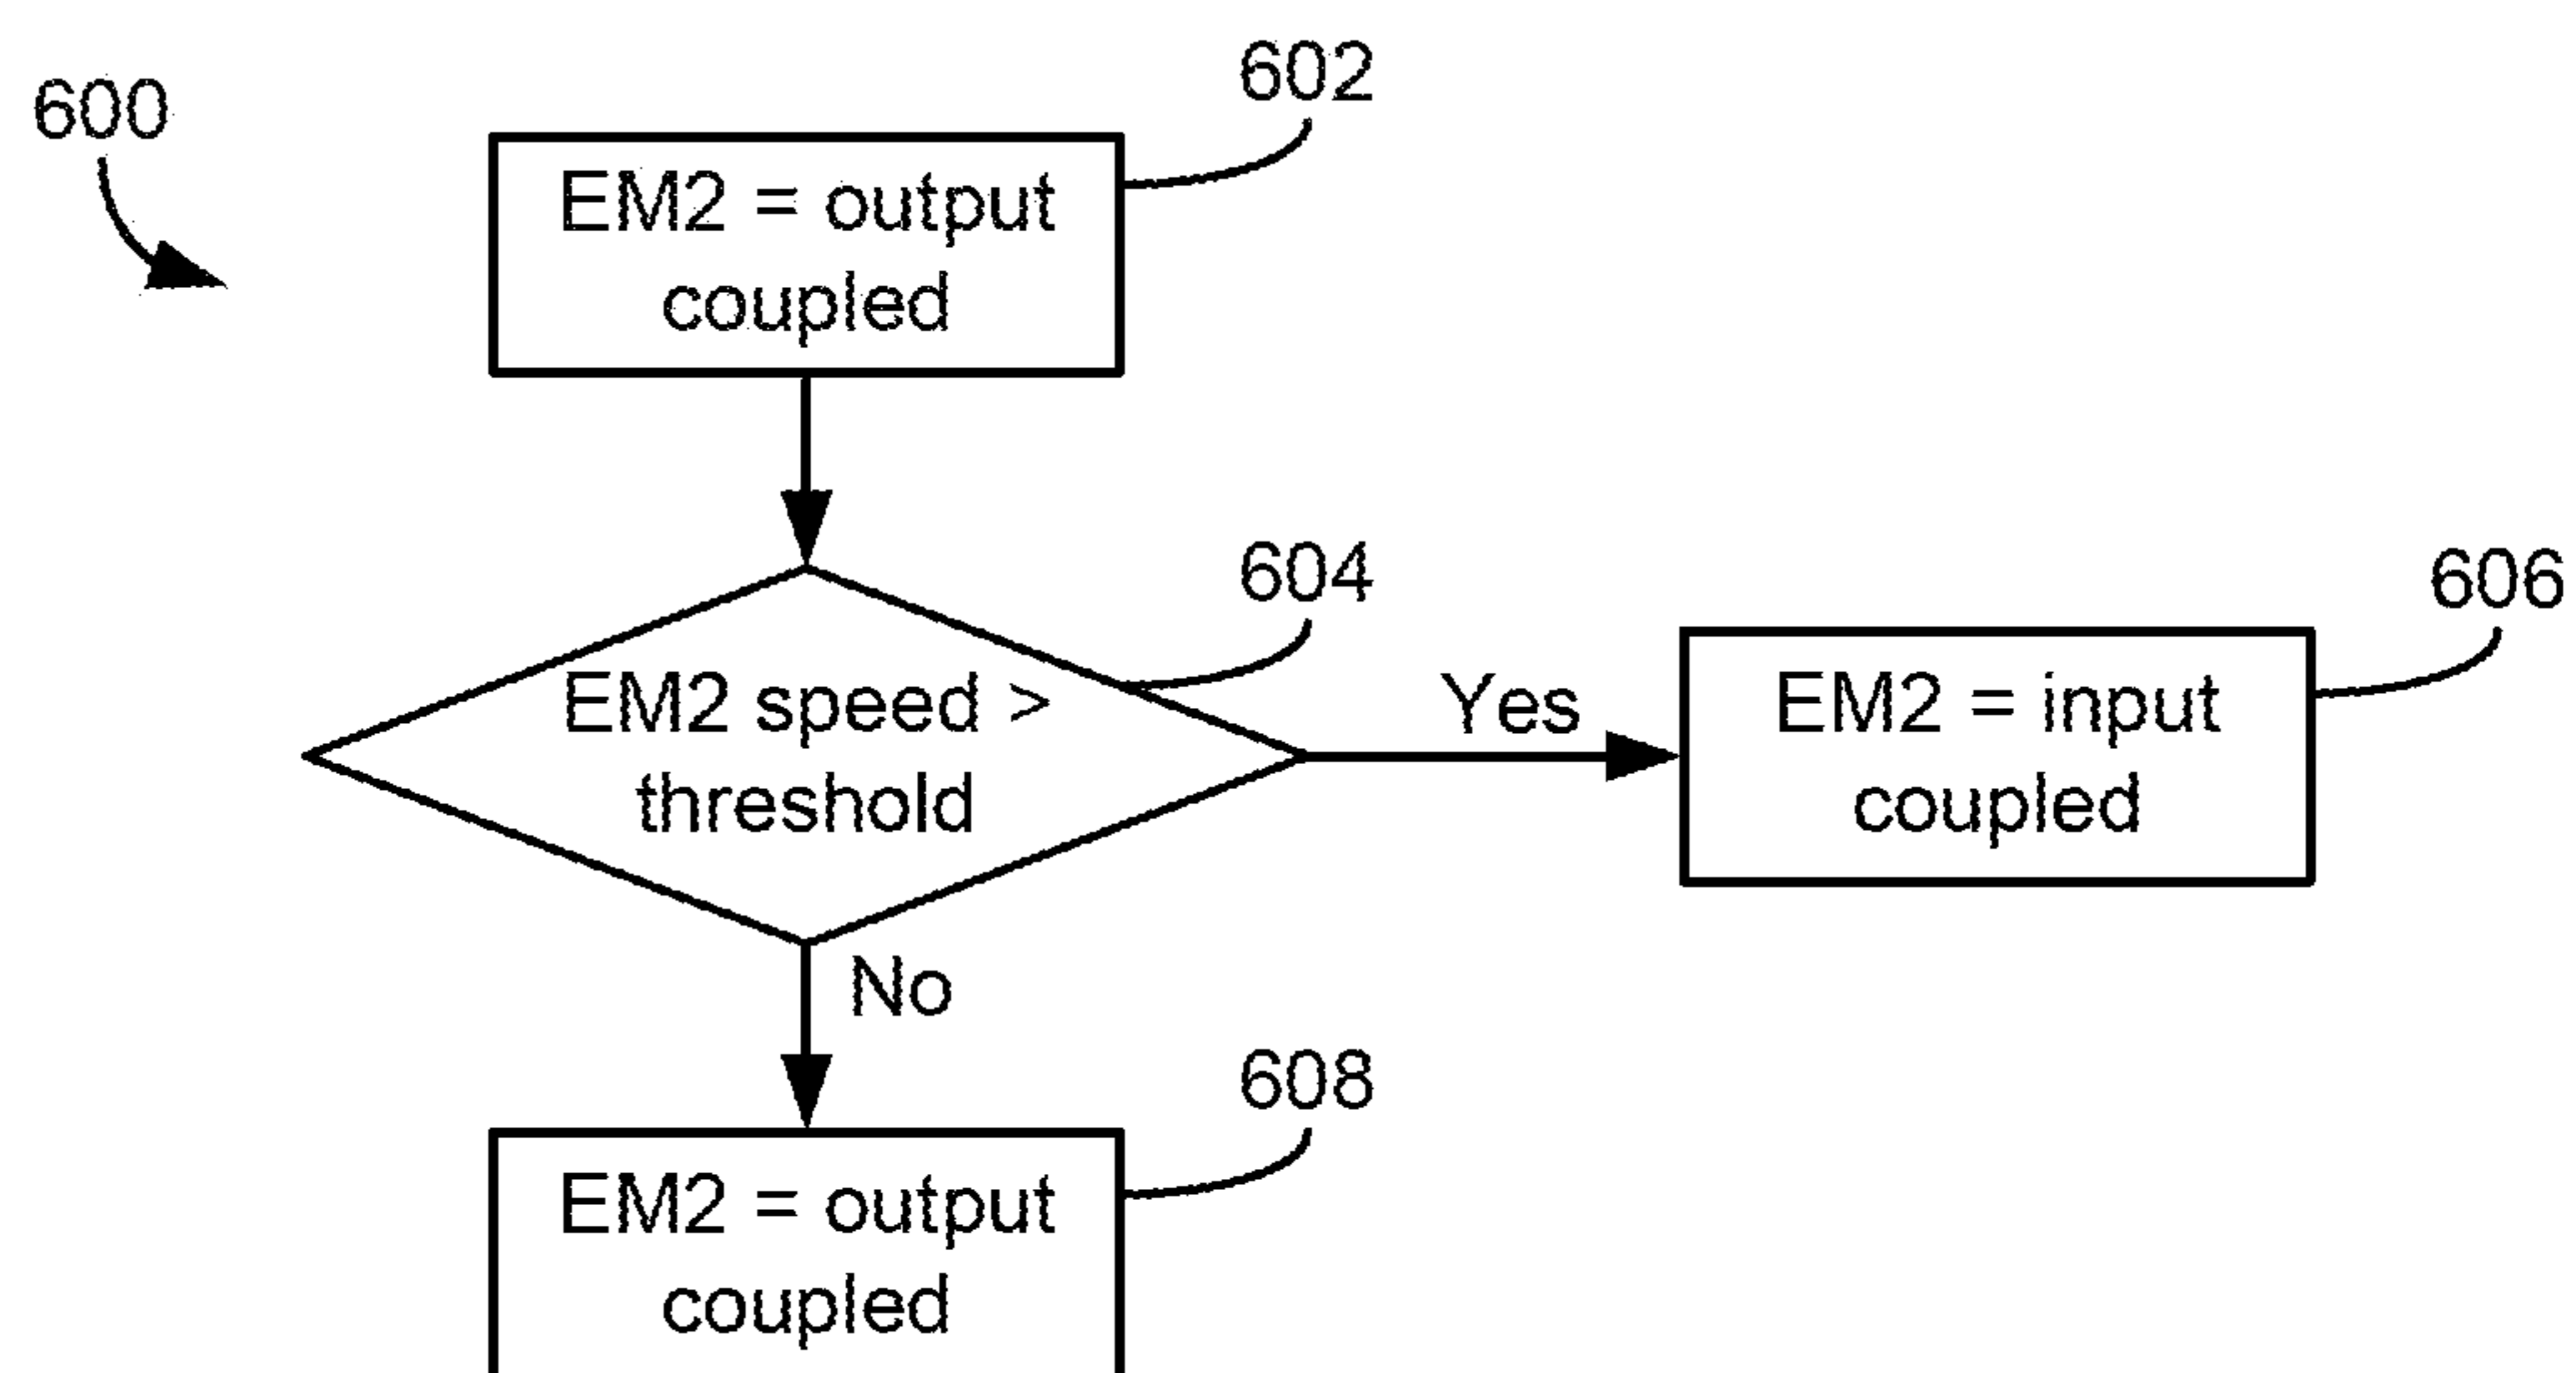 600
602
EM2 = output
coupled
604
EM2 speed >
threshold
Yes
606
EM2 = input
coupled
No
608
EM2 = output
coupled